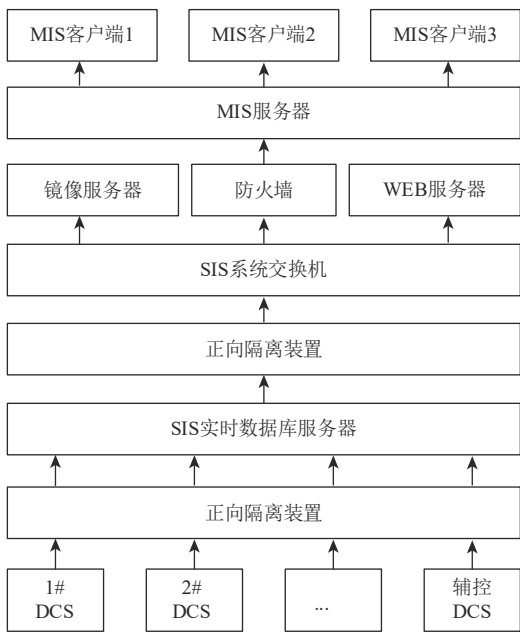 MIS客户端1
MIS客户端2
MIS客户端3
MIS服务器
镜像服务器
防火墙
WEB服务器
SIS系统交换机
正向隔离装置
SIS实时数据库服务器
正向隔离装置
1#
DCS
2#
DCS
...
辅控
DCS